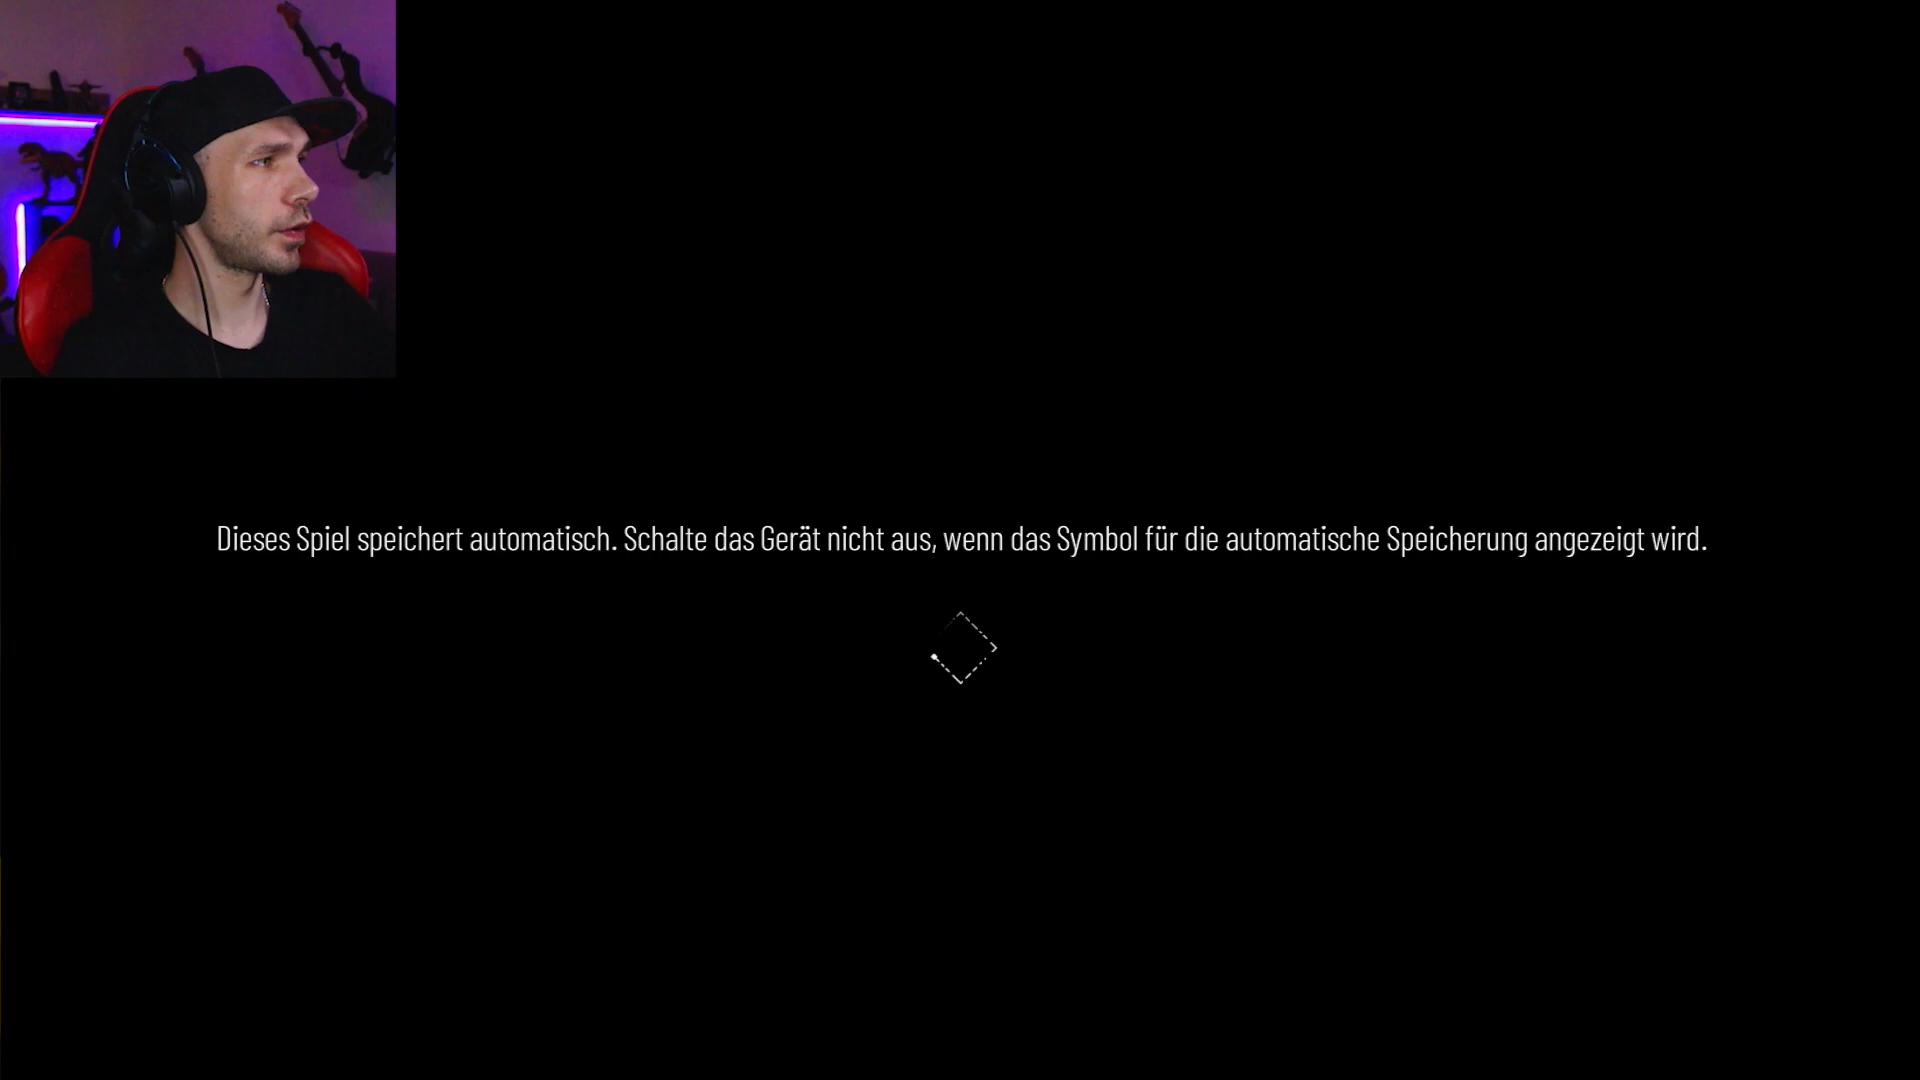 Dieses Spiel speichert automatisch. Schalte das Gerät nicht aus, wenn das Symbol für die automatische Speicherung angezeigt wird.